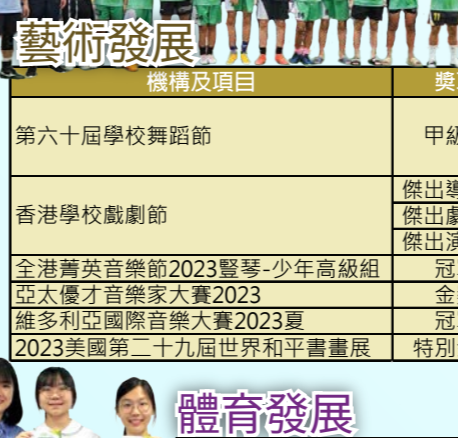 藝術發展
機構及項目 獎
第六十屆學校舞蹈節 甲級
傑出導
香港學校戲劇節 傑出劇
傑出演
全港菁英音樂節2023豎琴-少年高級組 冠
亞太優才音樂家大賽2023 金
維多利亞國際音樂大賽2023夏 冠
2023美國第二十九屆世界和平書畫展 特別
體育發展